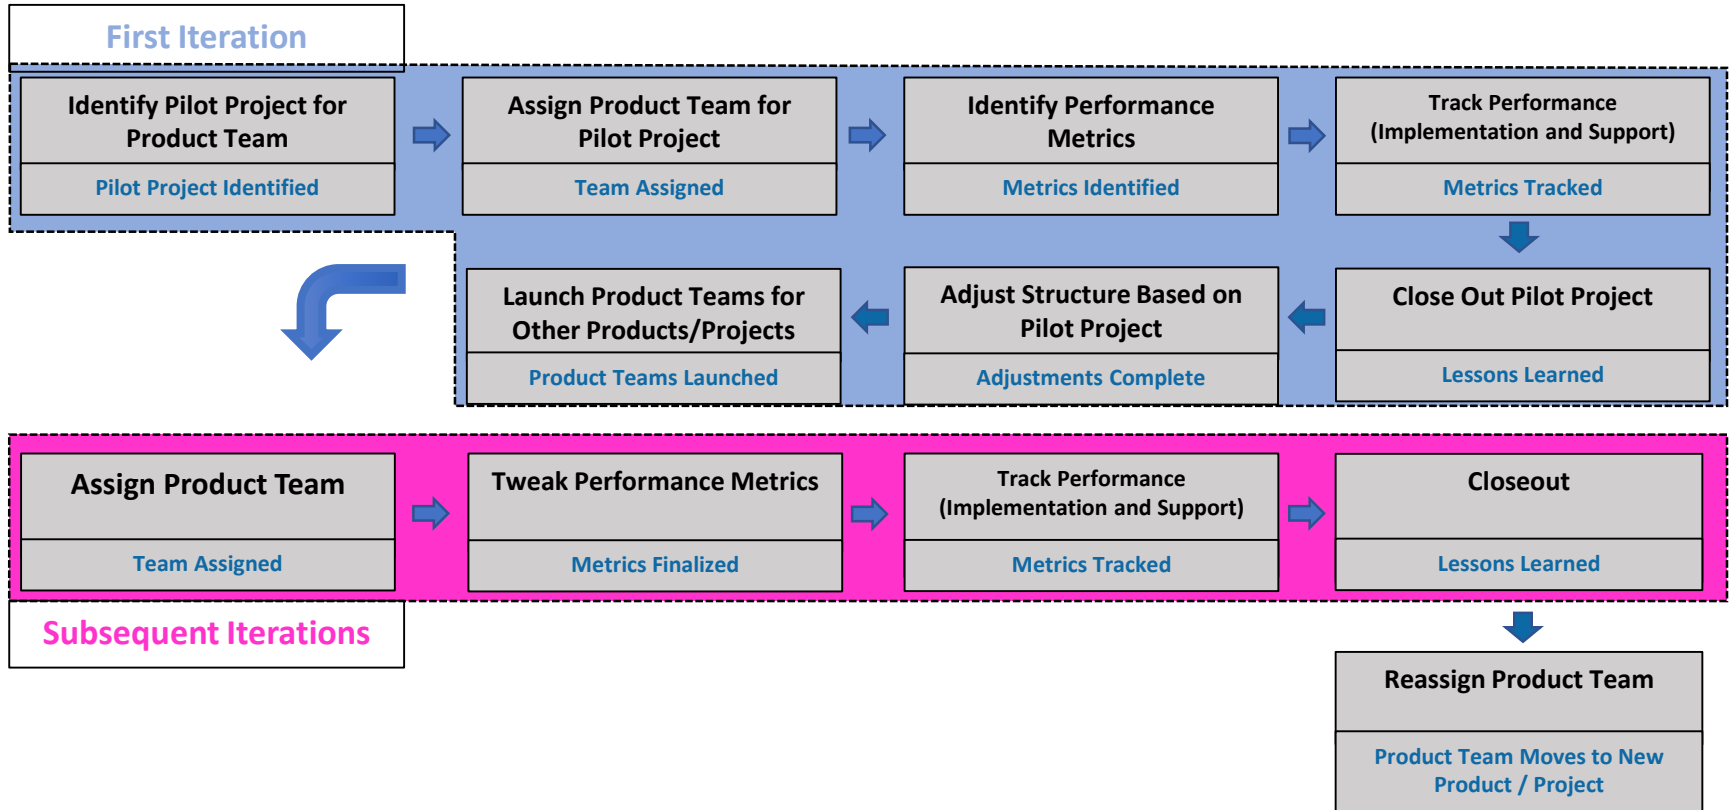 First Iteration
Identify Pilot Project for
Product Team
Pilot Project Identified
Assign Product Team for
Pilot Project
Team Assigned
Identify Performance
Metrics
Metrics Identified
Track Performance
(Implementation and Support)
Metrics Tracked
Close Out Pilot Project
Lessons Learned
Adjust Structure Based on
Pilot Project
Adjustments Complete
Launch Product Teams for
Other Products/Projects
Product Teams Launched
Assign Product Team
Team Assigned
Tweak Performance Metrics
Metrics Finalized
Track Performance
(Implementation and Support)
Metrics Tracked
Closeout
Lessons Learned
Subsequent Iterations
Reassign Product Team
Product Team Moves to New
Product / Project